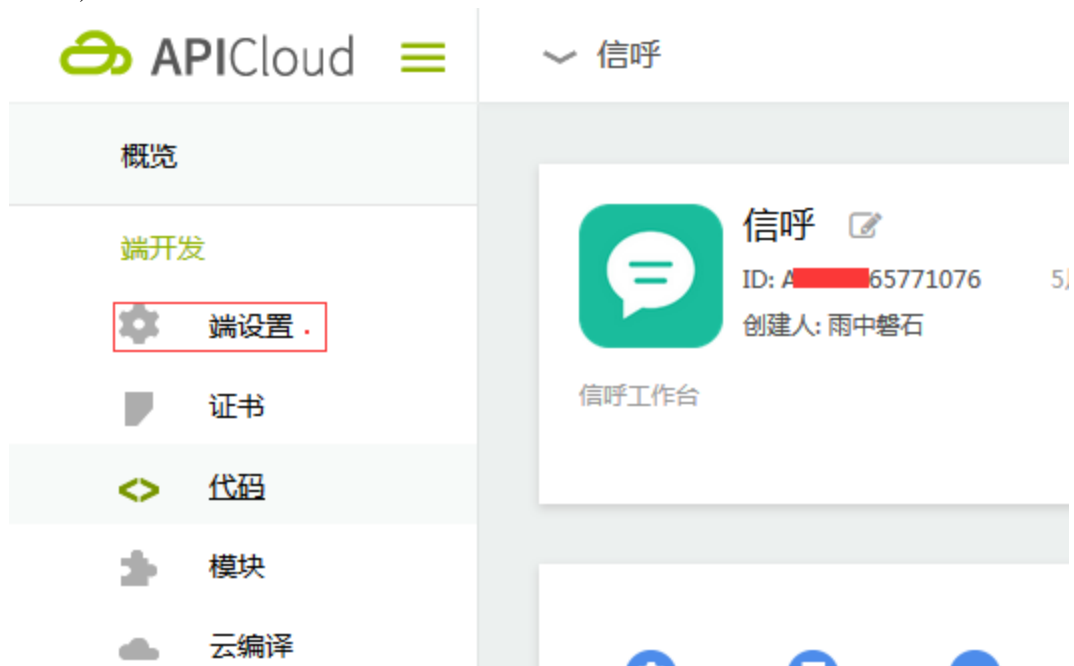 APICloud
信呼
概览
端开发
端设置
证书
代码
模块
云编译
信呼
ID: A 65771076
5
创建人: 雨中磐石
信呼工作台